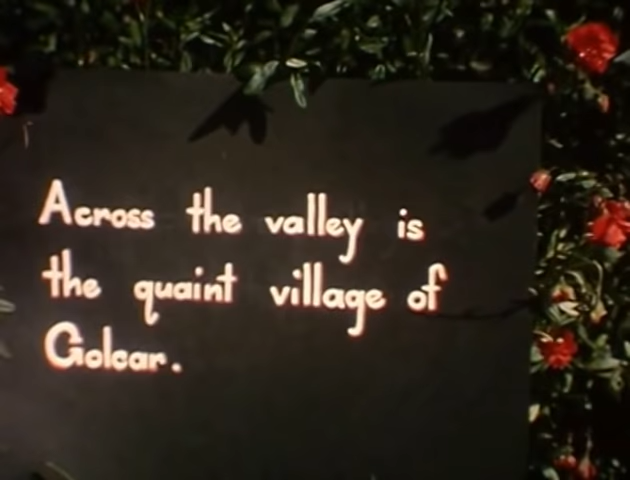 Across the valley is
the quaint village of
Golcar.